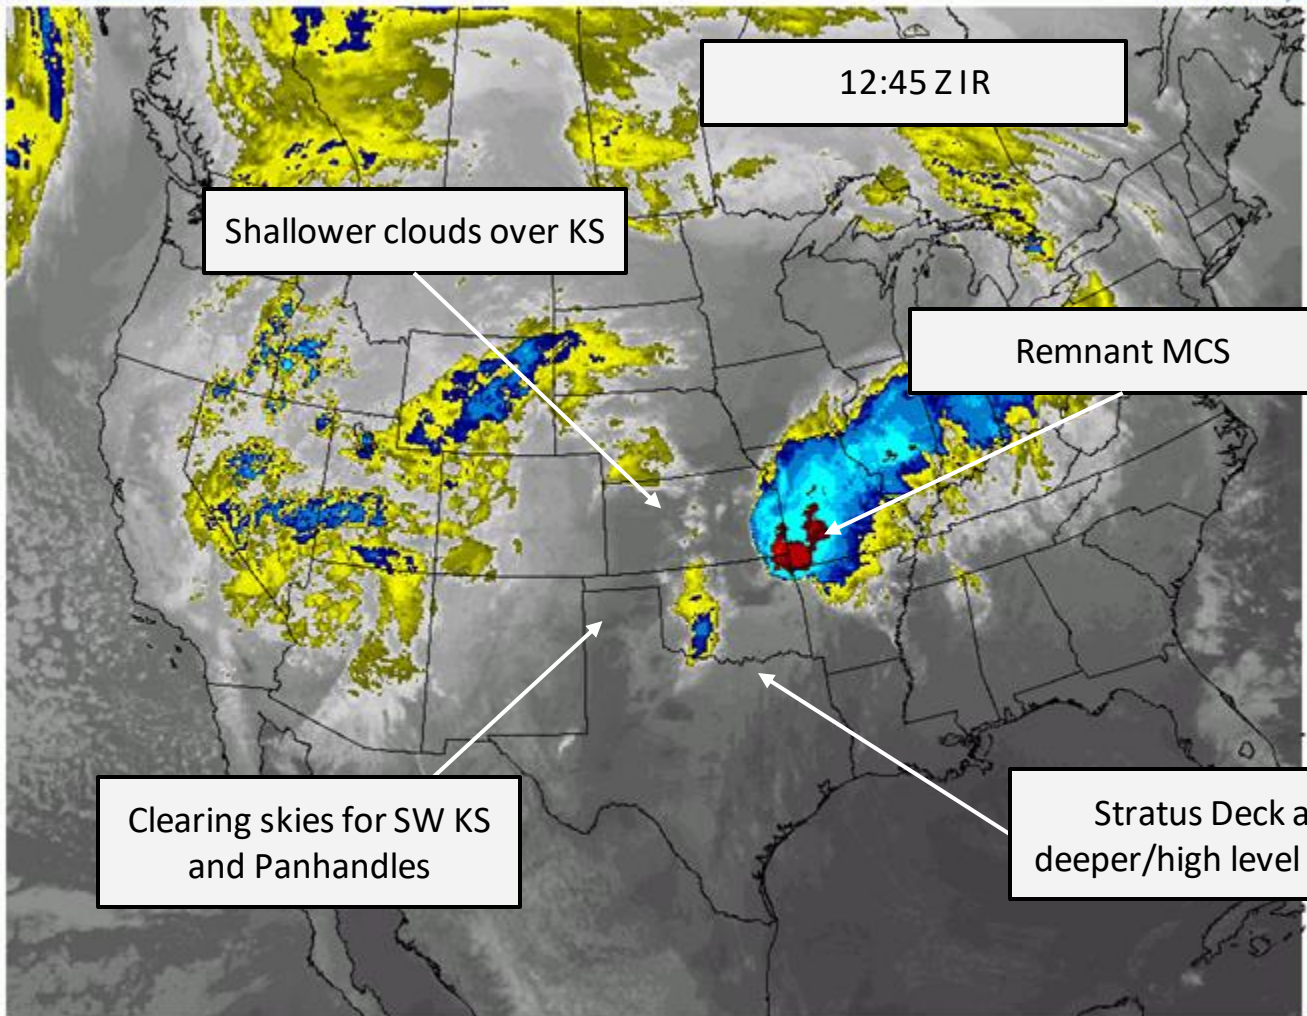 12:45 Z IR
Shallower clouds over KS
Remnant MCS
Clearing skies for SW KS
and Panhandles
Stratus Deck
deeper/high level